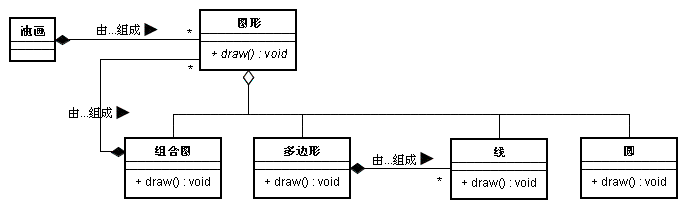 油画
由...组成
*
图形
+ draw() : void
*
由...组成
组合图
+ draw() : void
多边形
+ draw() : void
由...组成
*
线
+ draw() : void
圆
+ draw() : void